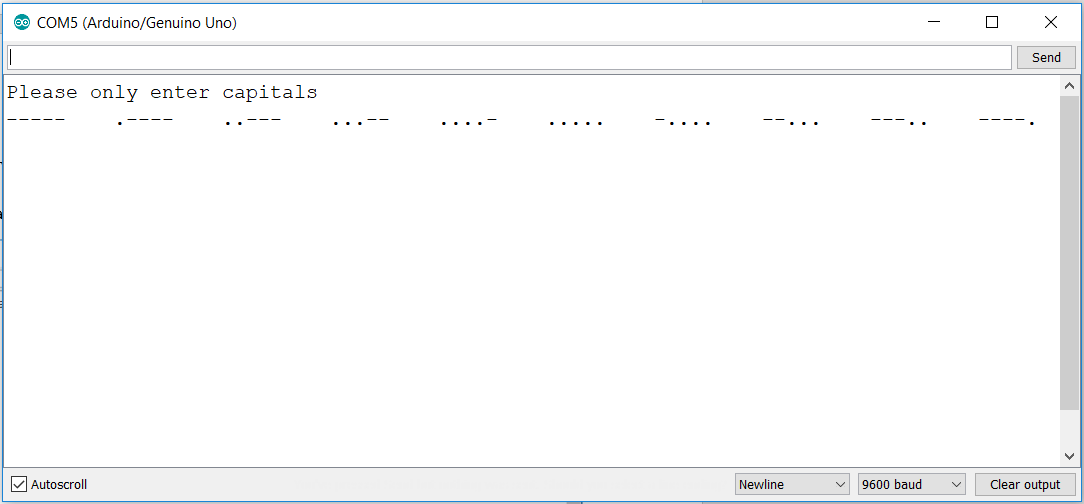 COM5 (Arduino/Genuino Uno)
Send
Please only enter capitals
-----    .----    ..---    ...--    ....-    .....    -....    --...    ---..    ----.
Autoscroll
Newline
9600 baud
Clear output